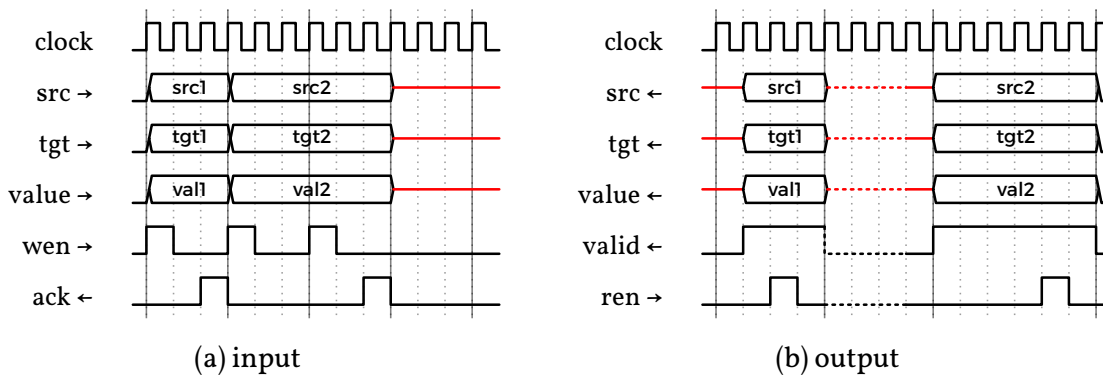 clock
src → src1 src2
tgt → tgt1 tgt2
value → val1 val2
wen →
ack ←
(a) input
clock
src ← src1 src2
tgt ← tgt1 tgt2
value ← val1 val2
valid ←
ren →
(b) output